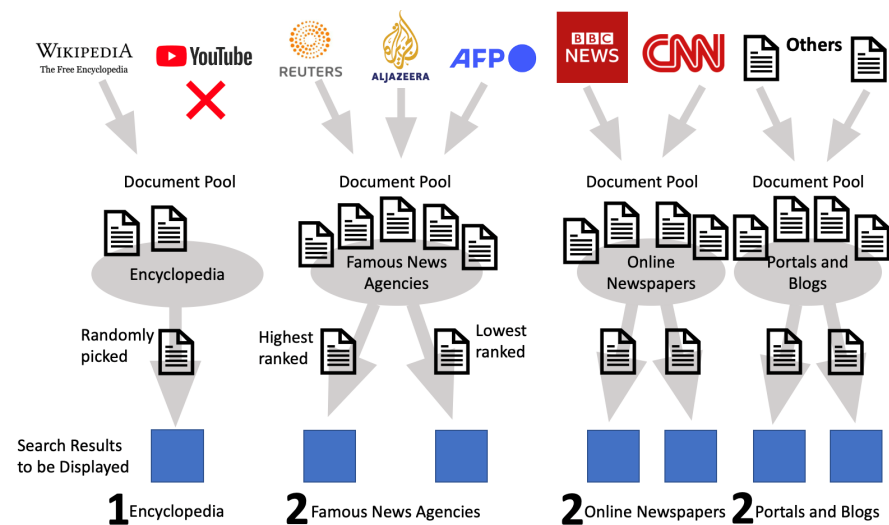 WIKIPEDIA
The Free Encyclopedia
YouTube
REUTERS
ALJAZEERA
AFP
BBC
NEWS
CNN
Others
Document Pool
Document Pool
Document Pool
Document Pool
Encyclopedia
Famous News
Agencies
Online
Newspapers
Portals and
Blogs
Randomly
picked
Highest
ranked
Lowest
ranked
Search Results
to be Displayed
1 Encyclopedia
2 Famous News Agencies
2 Online Newspapers
2 Portals and Blogs